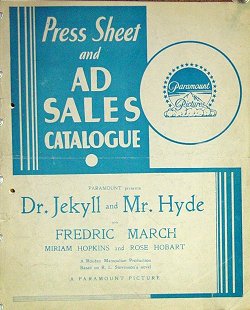 Press Sheet
and
AD
SALES
CATALOGUE
Paramount
Pictures
PARAMOUNT presents
Dr. Jekyll and Mr. Hyde
with
FREDRIC MARCH
MIRIAM HOPKINS and ROSE HOBART
A Rouben Mamoulian Production
Based on R. L. Stevenson's novel
A PARAMOUNT PICTURE